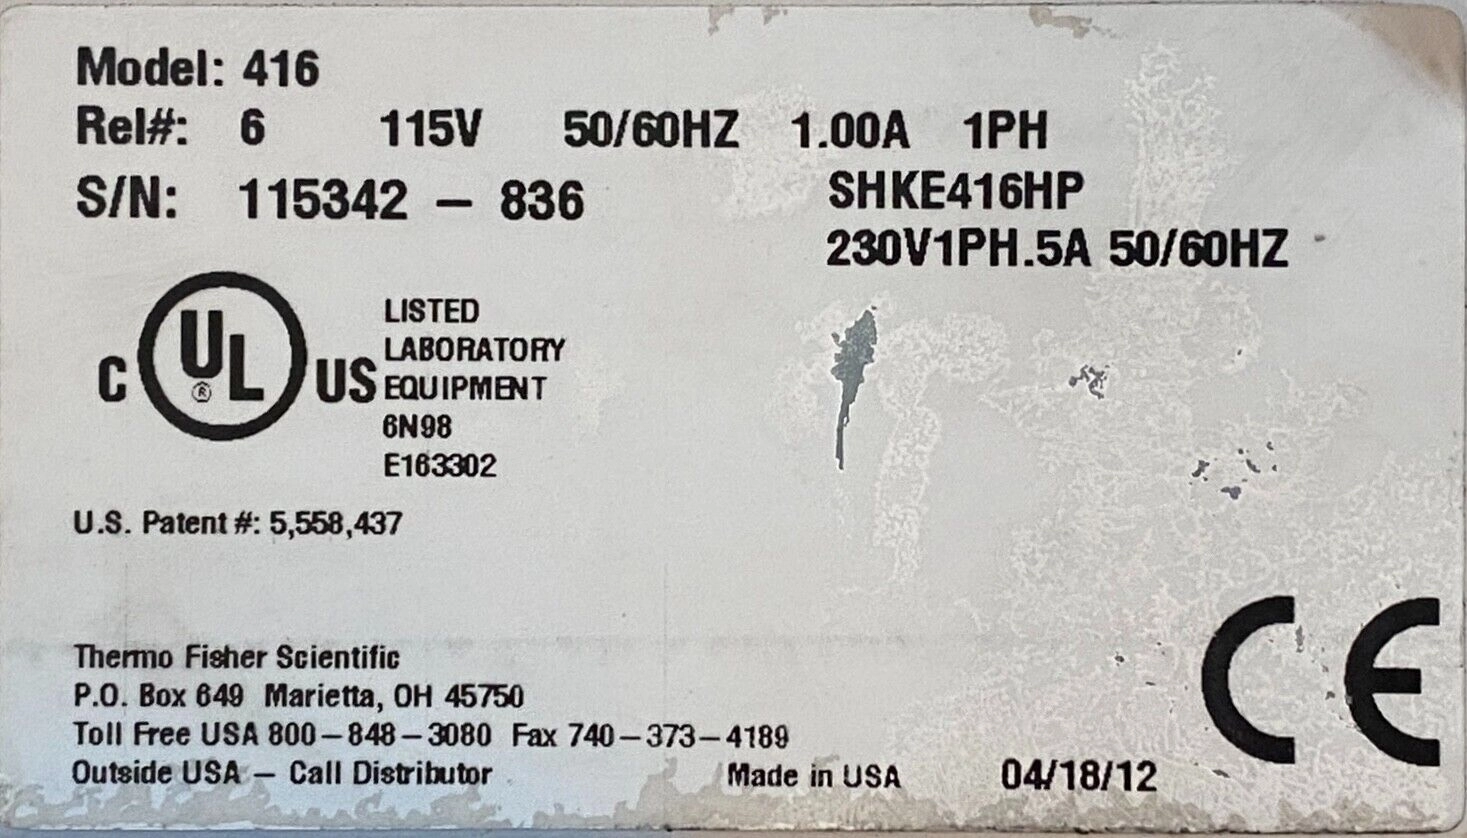 Model: 416
Rel#: 6 115V 50/60HZ 1.00A 1PH
S/N: 115342 – 836 SHKE416HP
230V1PH.5A 50/60HZ
C UL ® US
LISTED
LABORATORY
EQUIPMENT
6N98
E163302
U.S. Patent #: 5,558,437
CE
Thermo Fisher Scientific
P.O. Box 649 Marietta, OH 45750
Toll Free USA 800–848–3080 Fax 740–373–4189
Outside USA – Call Distributor Made in USA 04/18/12